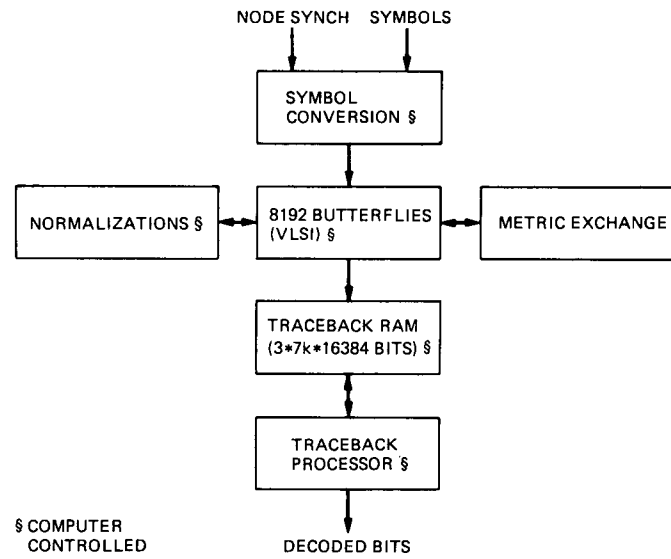 NODE SYNCH SYMBOLS
SYMBOL
CONVERSION §
NORMALIZATIONS §
8192 BUTTERFLIES
(VLSI) §
METRIC EXCHANGE
TRACEBACK RAM
(3*7k*16384 BITS) §
TRACEBACK
PROCESSOR §
§ COMPUTER
CONTROLLED
DECODED BITS